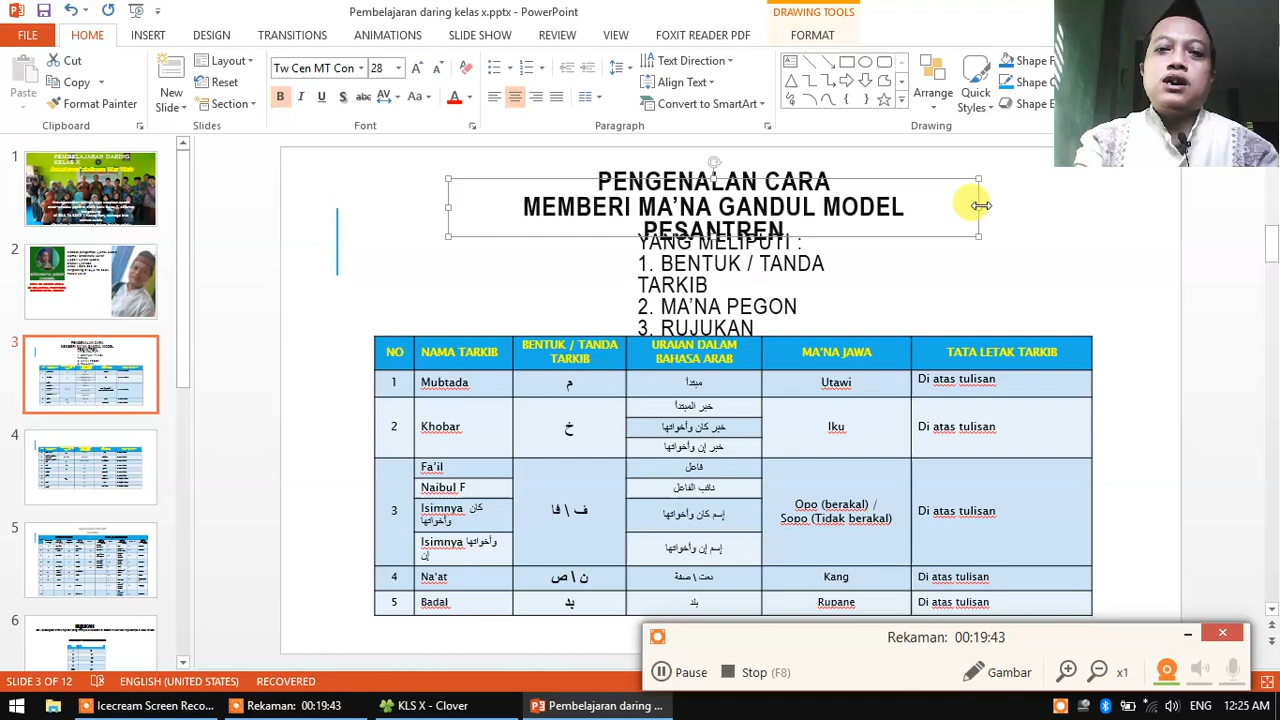 Pembelajaran daring kelas x.pptx - PowerPoint
DRAWING TOOLS
FILE HOME INSERT DESIGN TRANSITIONS ANIMATIONS SLIDE SHOW REVIEW VIEW FOXIT READER PDF FORMAT
Paste
Cut
Copy
Format Painter
Clipboard
New
Slide
Layout
Reset
Section
Slides
Tw Cen MT Con 28
Font
Text Direction
Align Text
Convert to SmartArt
Paragraph
Arrange
Quick
Styles
Shape
Shape
Shape
Drawing
1
2
3
4
5
6
PENGENALAN CARA
MEMBERI MA’NA GANDUL MODEL
PESANTREN
YANG MELIPUTI :
1. BENTUK / TANDA
TARKIB
2. MA’NA PEGON
3. RUJUKAN
NO NAMA TARKIB BENTUK / TANDA TARKIB URAIAN DALAM BAHASA ARAB MA’NA JAWA TATA LETAK TARKIB
1 Mubtada م مبتدأ Utawi Di atas tulisan
2 Khobar خ خبر المبتدأ Iku Di atas tulisan
خبر كان وأخواتها
خبر إن وأخواتها
3 Fa’il ف \ فا فاعل Opo (berakal) / Sopo (Tidak berakal) Di atas tulisan
Naibul F نائب الفاعل
Isimnya كان وأخواتها إسم كان وأخواتها
Isimnya وأخواتها إن إسم إن وأخواتها
4 Na’at ن \ ص نعت \ صفة Kang Di atas tulisan
5 Badal بد بدل Rupane Di atas tulisan
Rekaman: 00:19:43
Pause Stop (F8) Gambar x1
SLIDE 3 OF 12 ENGLISH (UNITED STATES) RECOVERED
Icecream Screen Reco... Rekaman: 00:19:43 KLS X - Clover Pembelajaran daring ... ENG 12:25 AM